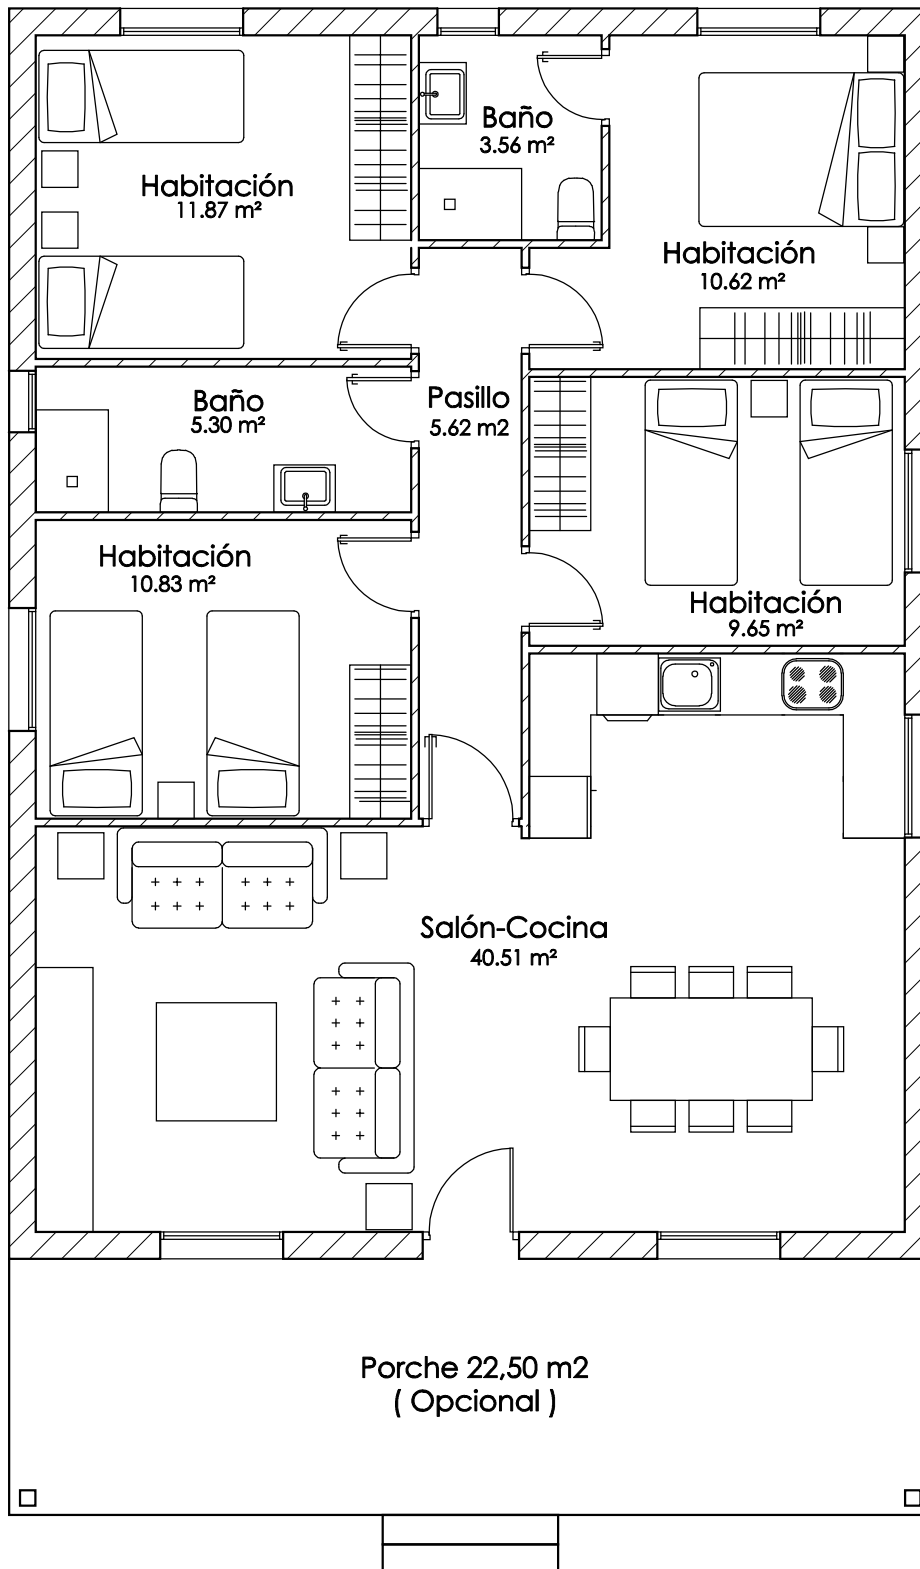 Baño
3.56 m²
Habitación
11.87 m²
Habitación
10.62 m²
Baño
5.30 m²
Pasillo
5.62 m2
Habitación
10.83 m²
Habitación
9.65 m²
Salón-Cocina
40.51 m²
Porche 22,50 m2
( Opcional )